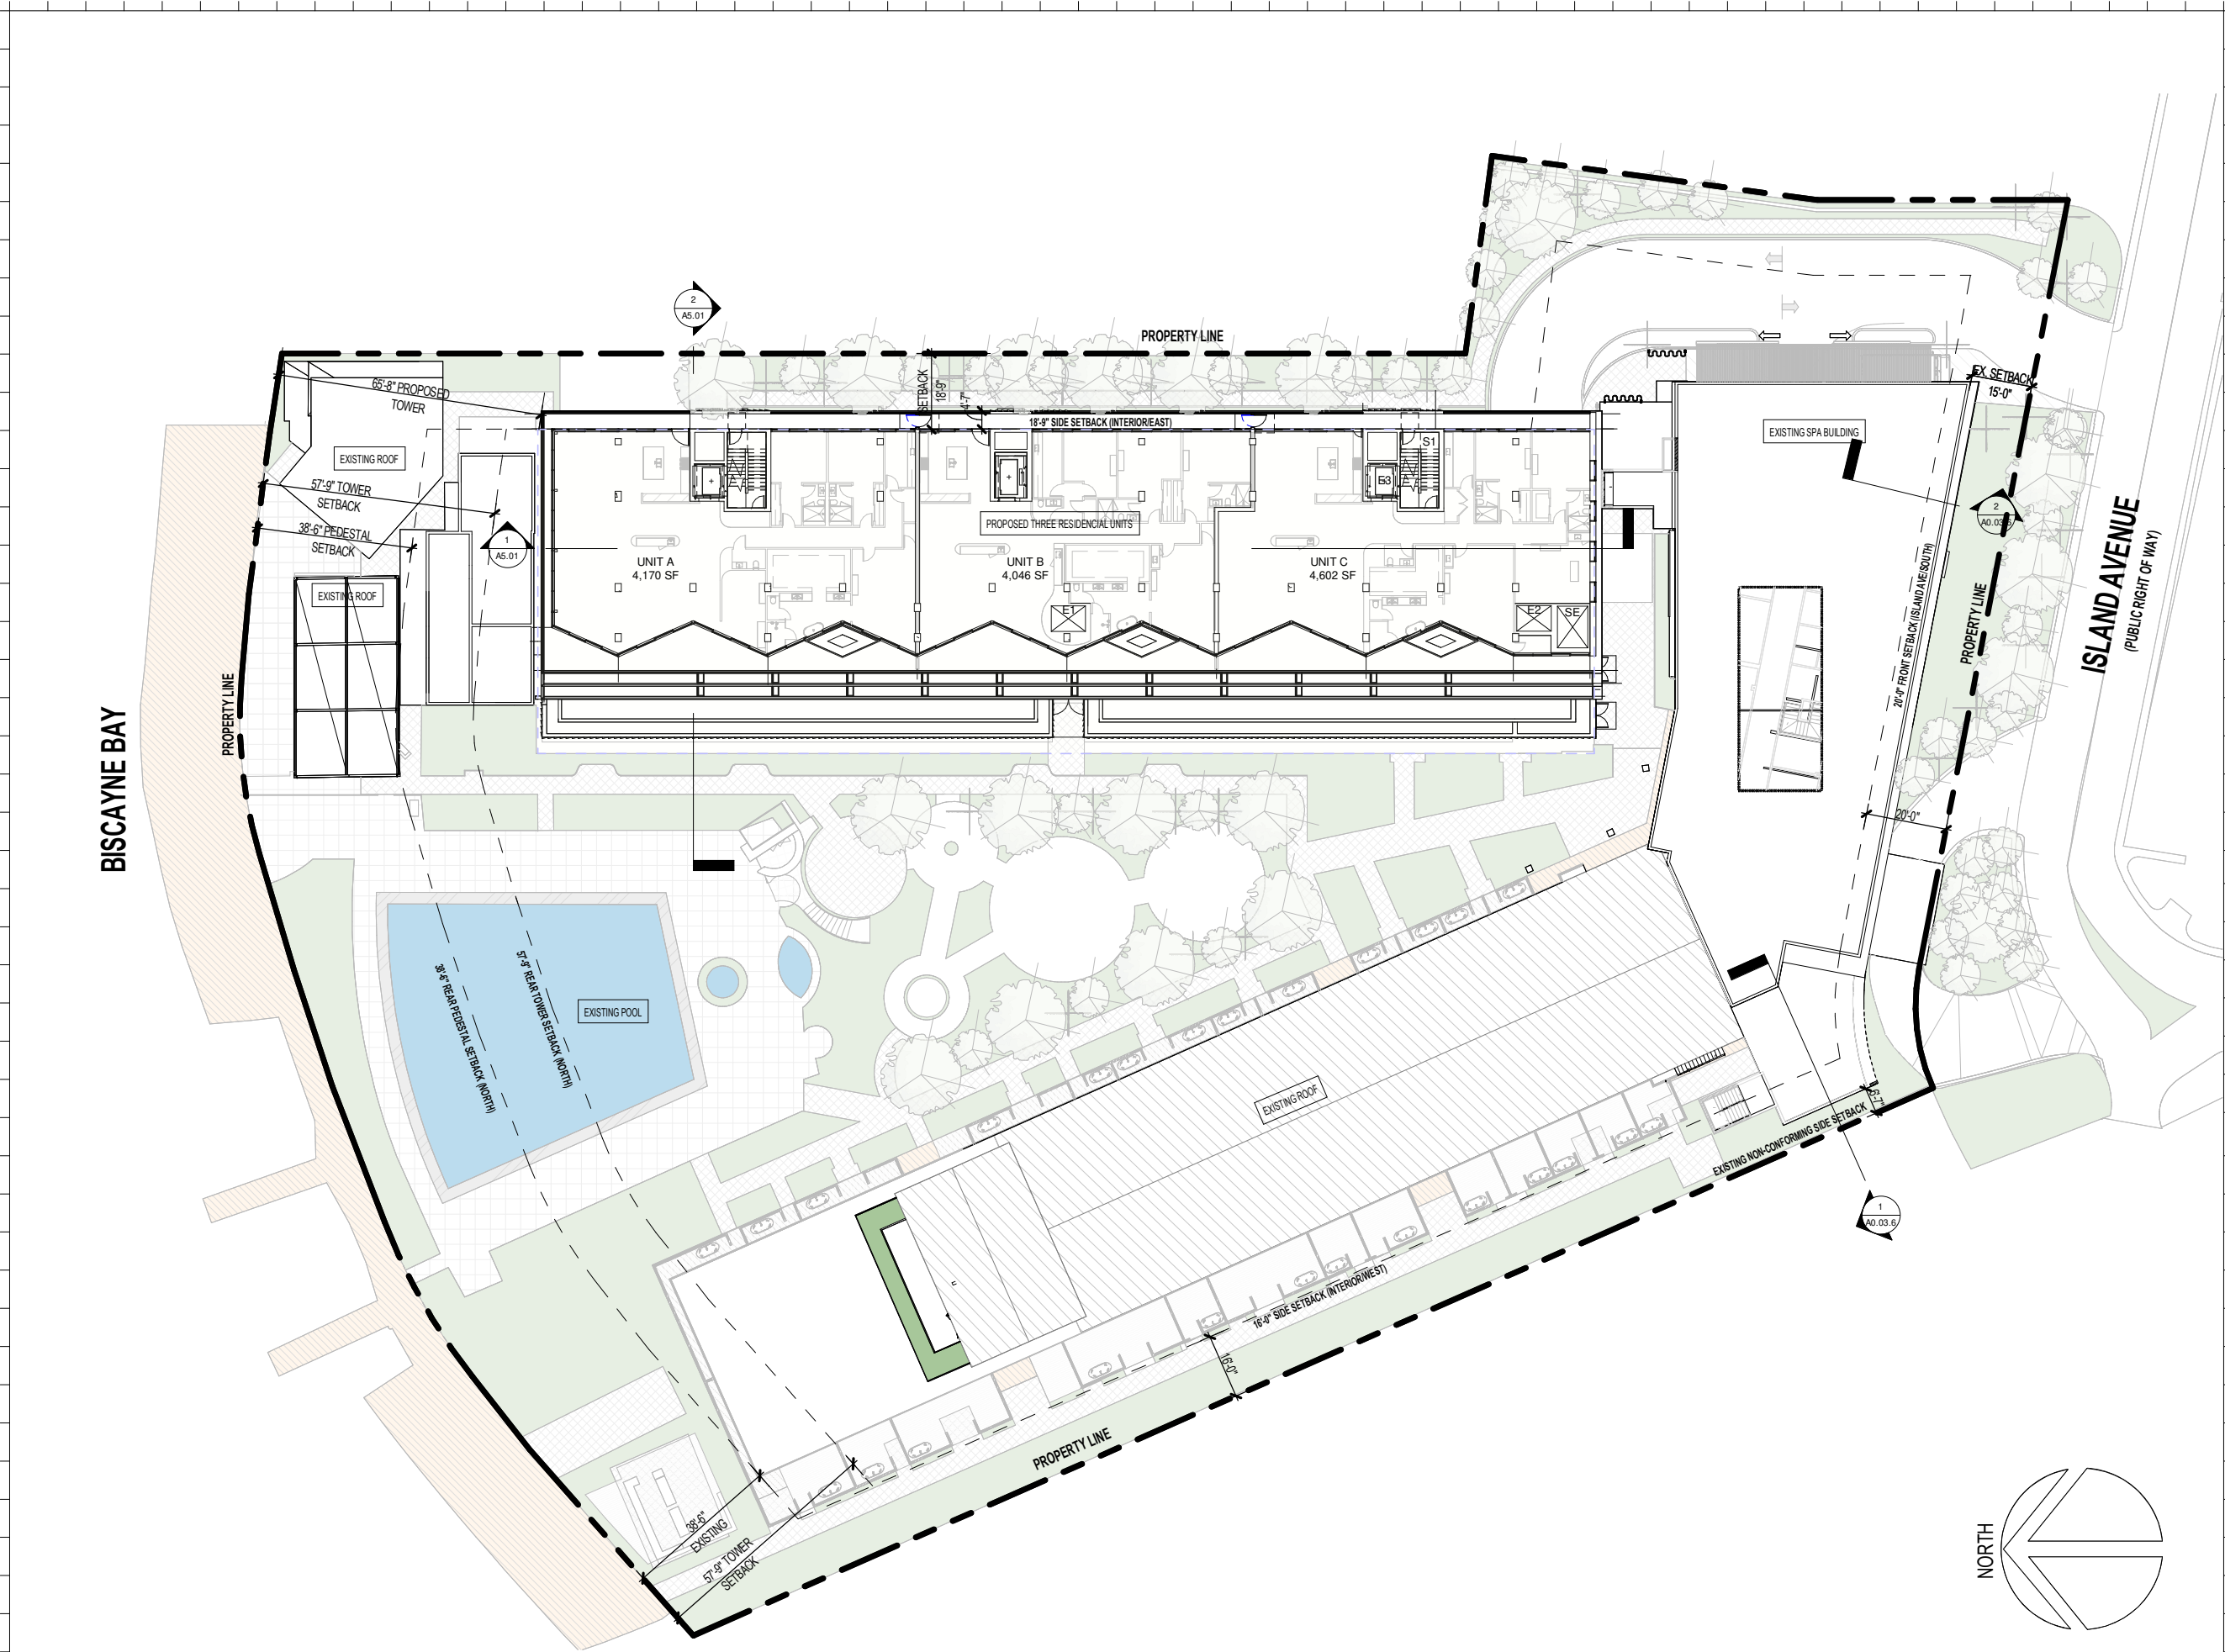 2
A5.01
PROPERTY LINE
65'-8" PROPOSED
TOWER
SETBACK
18'-9"
4'-7"
18'-9" SIDE SETBACK (INTERIOR/EAST)
EX. SETBACK
15'-0"
EXISTING SPA BUILDING
EXISTING ROOF
S1
E3
57'-9" TOWER
SETBACK
38'-6" PEDESTAL
SETBACK
1
A5.01
PROPOSED THREE RESIDENCIAL UNITS
2
A0.03.6
UNIT A
4,170 SF
UNIT B
4,046 SF
UNIT C
4,602 SF
EXISTING ROOF
E1
E2
SE
ISLAND AVENUE
(PUBLIC RIGHT OF WAY)
20'-0" FRONT SETBACK (ISLAND AVE/SOUTH)
PROPERTY LINE
PROPERTY LINE
BISCAYNE BAY
20'-0"
38'-6" REAR PEDESTAL SETBACK (NORTH)
57'-9" REAR TOWER SETBACK (NORTH)
EXISTING POOL
EXISTING ROOF
6'-7"
EXISTING NON-CONFORMING SIDE SETBACK
1
A0.03.6
16'-0" SIDE SETBACK (INTERIOR/WEST)
16'-0"
PROPERTY LINE
38'-6"
EXISTING
57'-9" TOWER
SETBACK
NORTH